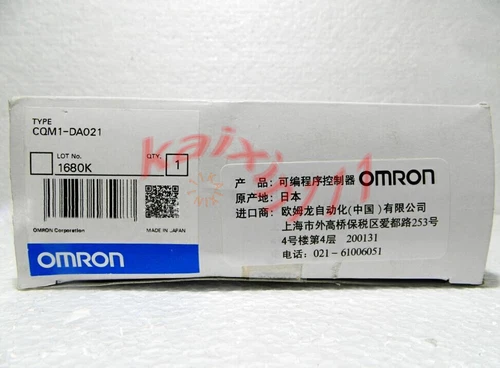 TYPE
CQM1-DA021
LOT No.
1680K
QTY.
1
OMRON Corporation
MADE IN JAPAN
OMRON
产 品：可编程序控制器 OMRON
原产地：日本
进口商：欧姆龙自动化(中国)有限公司
上海市外高桥保税区爱都路253号
4号楼第4层 200131
电话：021-61006051